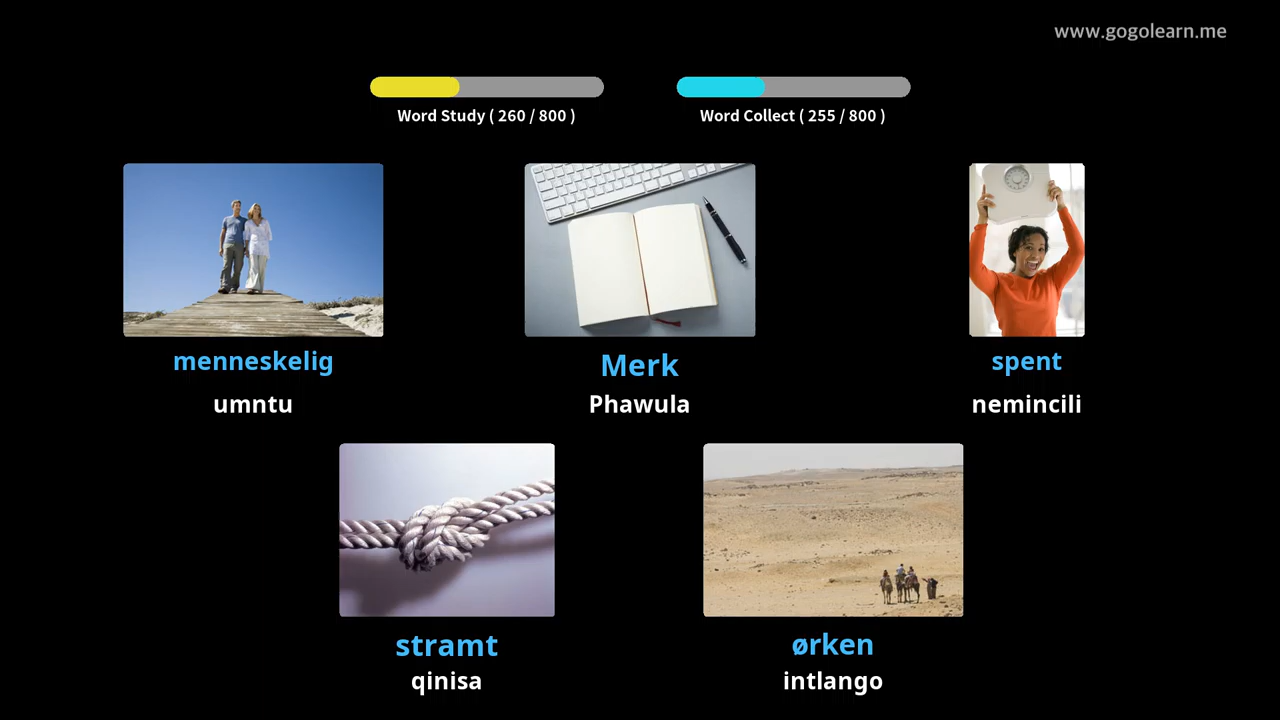 www.gogolearn.me
Word Study ( 260 / 800 )
Word Collect ( 255 / 800 )
menneskelig
umntu
Merk
Phawula
spent
nemincili
stramt
qinisa
ørken
intlango